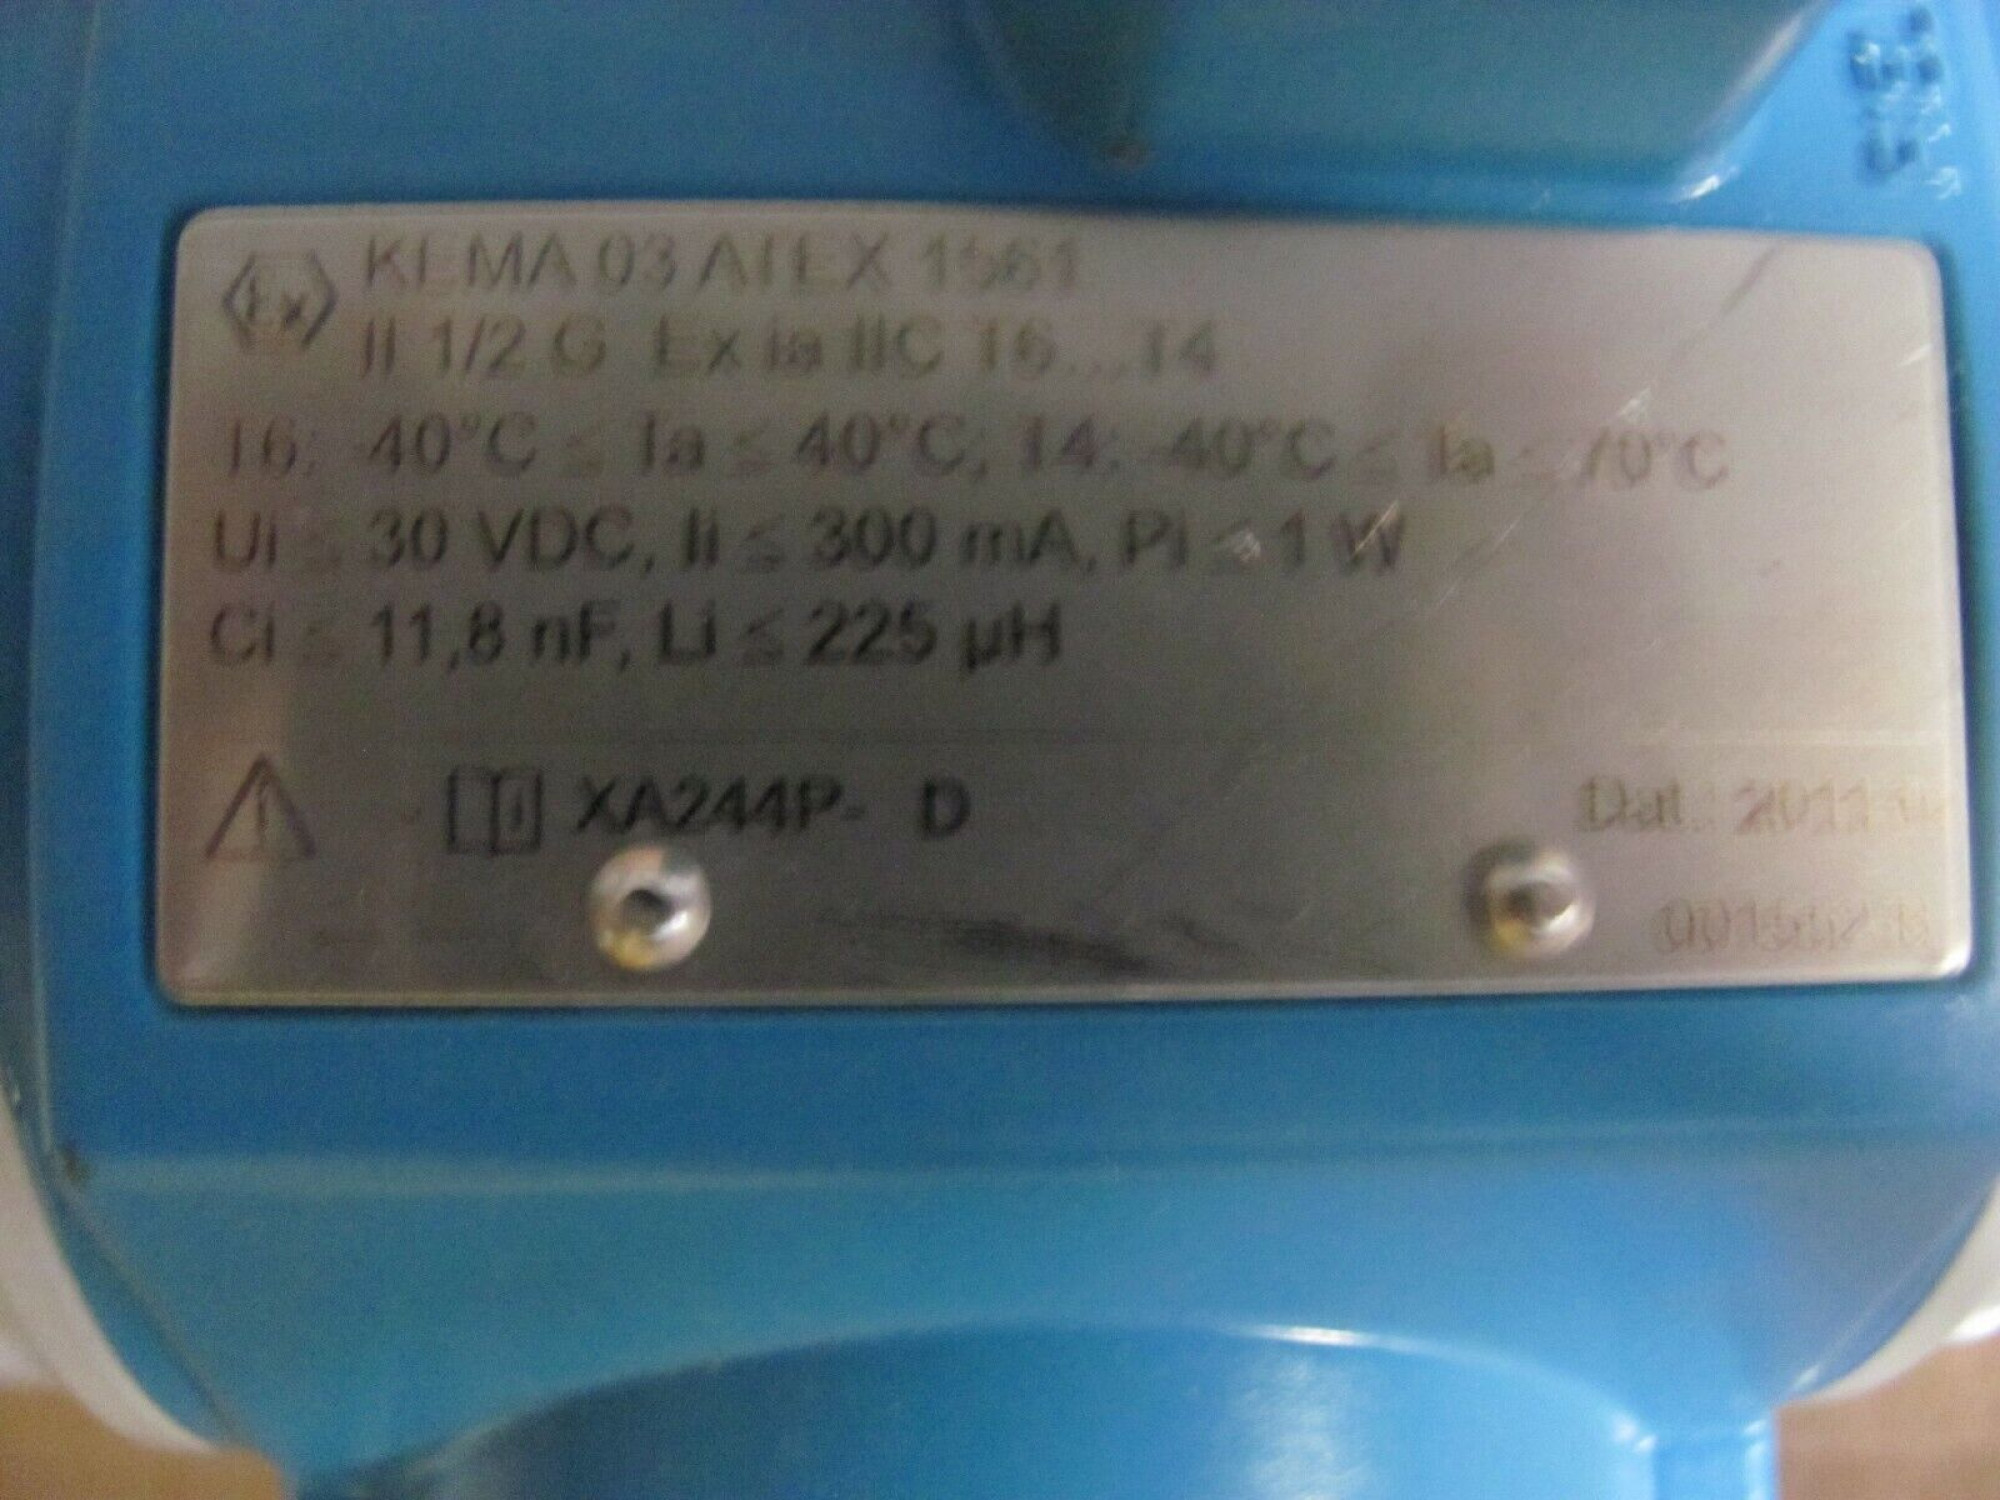 Ex KEMA 03 ATEX 1561
II 1/2 G Ex ia IIC T6...T4
T6: -40°C ≤ Ta ≤ 40°C, T4: -40°C ≤ Ta ≤ 70°C
Ui ≤ 30 VDC, Ii ≤ 300 mA, Pi ≤ 1 W
Ci ≤ 11,8 nF, Li ≤ 225 µH
XA244P- D
Dat.: